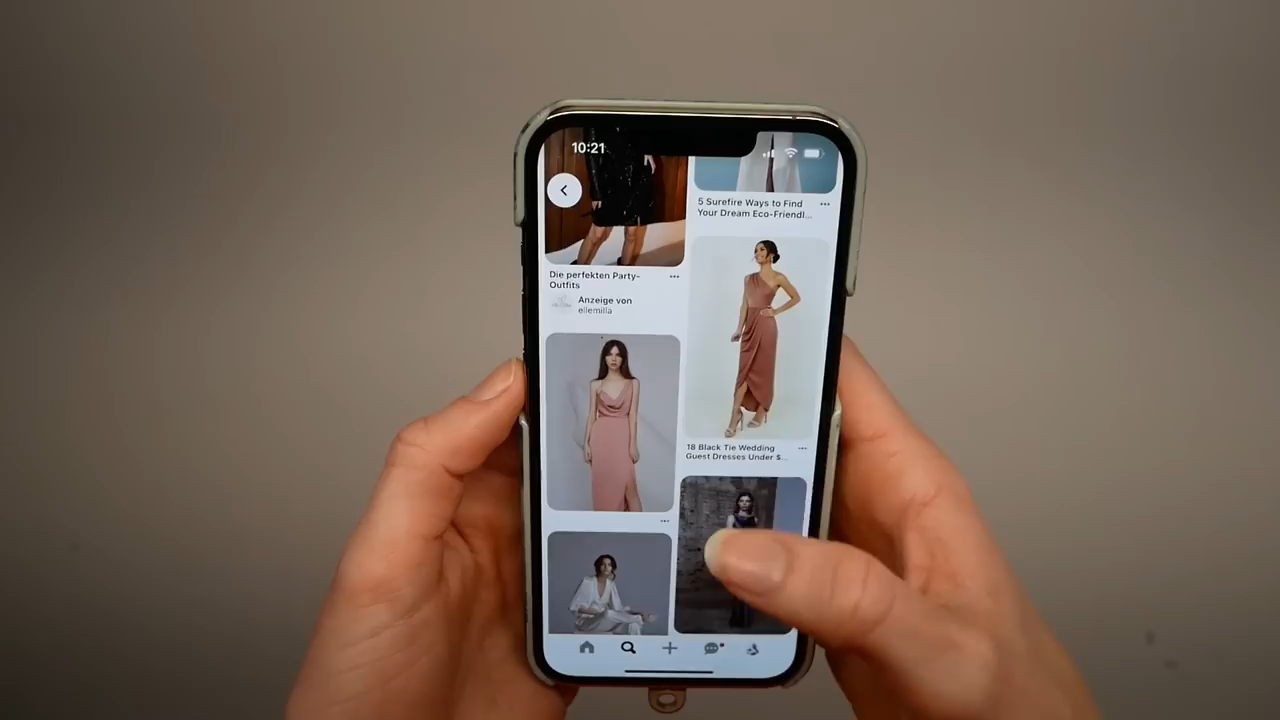 10:21
5 Surefire Ways to Find
Your Dream Eco-Friendl...
Die perfekten Party-
Outfits
Anzeige von
ellemilla
18 Black Tie Wedding
Guest Dresses Under $...